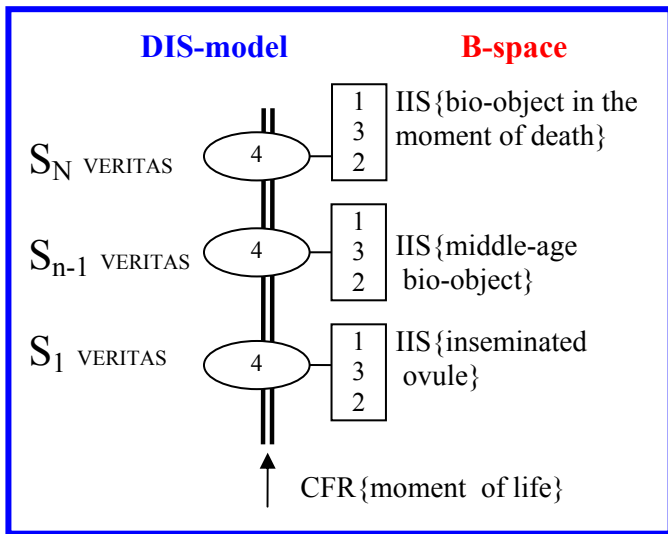 DIS-model B-space
S_N VERITAS
4
1
3
2
IIS{bio-object in the
moment of death}
S_n-1 VERITAS
4
1
3
2
IIS{middle-age
bio-object}
S_1 VERITAS
4
1
3
2
IIS{inseminated
ovule}
CFR{moment of life}